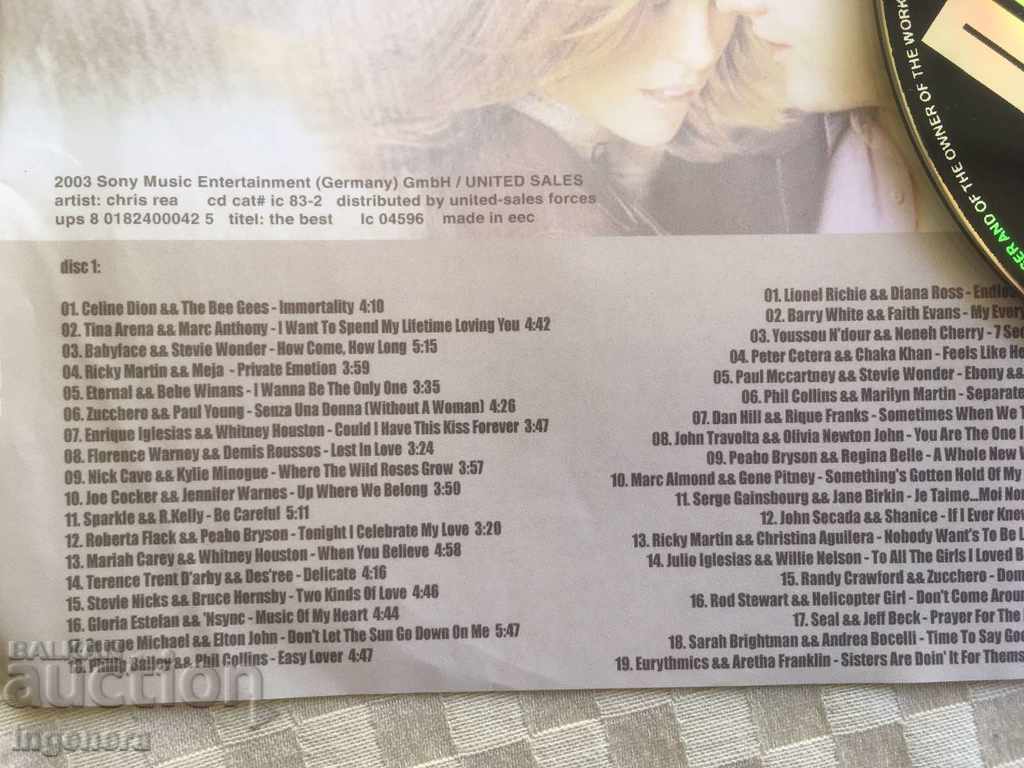 2003 Sony Music Entertainment (Germany) GmbH / UNITED SALES
artist: chris rea cd cat# ic 83-2 distributed by united-sales forces
ups 8 0182400042 5 titel: the best lc 04596 made in eec
OWNER AND OF THE OWNER OF THE WORK
disc 1:
01. Celine Dion && The Bee Gees - Immortality 4:10
02. Tina Arena && Marc Anthony - I Want To Spend My Lifetime Loving You 4:42
03. Babyface && Stevie Wonder - How Come, How Long 5:15
04. Ricky Martin && Meja - Private Emotion 3:59
05. Eternal && Bebe Winans - I Wanna Be The Only One 3:35
06. Zucchero && Paul Young - Senza Una Donna (Without A Woman) 4:26
07. Enrique Iglesias && Whitney Houston - Could I Have This Kiss Forever 3:47
08. Florence Warney && Demis Roussos - Lost In Love 3:24
09. Nick Cave && Kylie Minogue - Where The Wild Roses Grow 3:57
10. Joe Cocker && Jennifer Warnes - Up Where We Belong 3:50
11. Sparkle && R.Kelly - Be Careful 5:11
12. Roberta Flack && Peabo Bryson - Tonight I Celebrate My Love 3:20
13. Mariah Carey && Whitney Houston - When You Believe 4:58
14. Terence Trent D'arby && Des'ree - Delicate 4:16
15. Stevie Nicks && Bruce Hornsby - Two Kinds Of Love 4:46
16. Gloria Estefan && 'Nsync - Music Of My Heart 4:44
17. George Michael && Elton John - Don't Let The Sun Go Down On Me 5:47
18. Philip Bailey && Phil Collins - Easy Lover 4:47
01. Lionel Richie && Diana Ross -
02. Barry White && Faith Evans - My
03. Youssou N'dour && Neneh Cherry - 7
04. Peter Cetera && Chaka Khan - Feels Like
05. Paul Mccartney && Stevie Wonder - Ebony &&
06. Phil Collins && Marilyn Martin - Separate
07. Dan Hill && Rique Franks - Sometimes When We
08. John Travolta && Olivia Newton John - You Are The One I
09. Peabo Bryson && Regina Belle - A Whole New
10. Marc Almond && Gene Pitney - Something's Gotten Hold Of My
11. Serge Gainsbourg && Jane Birkin - Je Taime...Moi
12. John Secada && Shanice - If I Ever
13. Ricky Martin && Christina Aguilera - Nobody Want's To Be
14. Julio Iglesias && Willie Nelson - To All The Girls I Loved
15. Randy Crawford && Zucchero -
16. Rod Stewart && Helicopter Girl - Don't Come Around
17. Seal && Jeff Beck - Prayer For The
18. Sarah Brightman && Andrea Bocelli - Time To Say
19. Eurythmics && Aretha Franklin - Sisters Are Doin' It For
BALKAN
auction
Ingenera